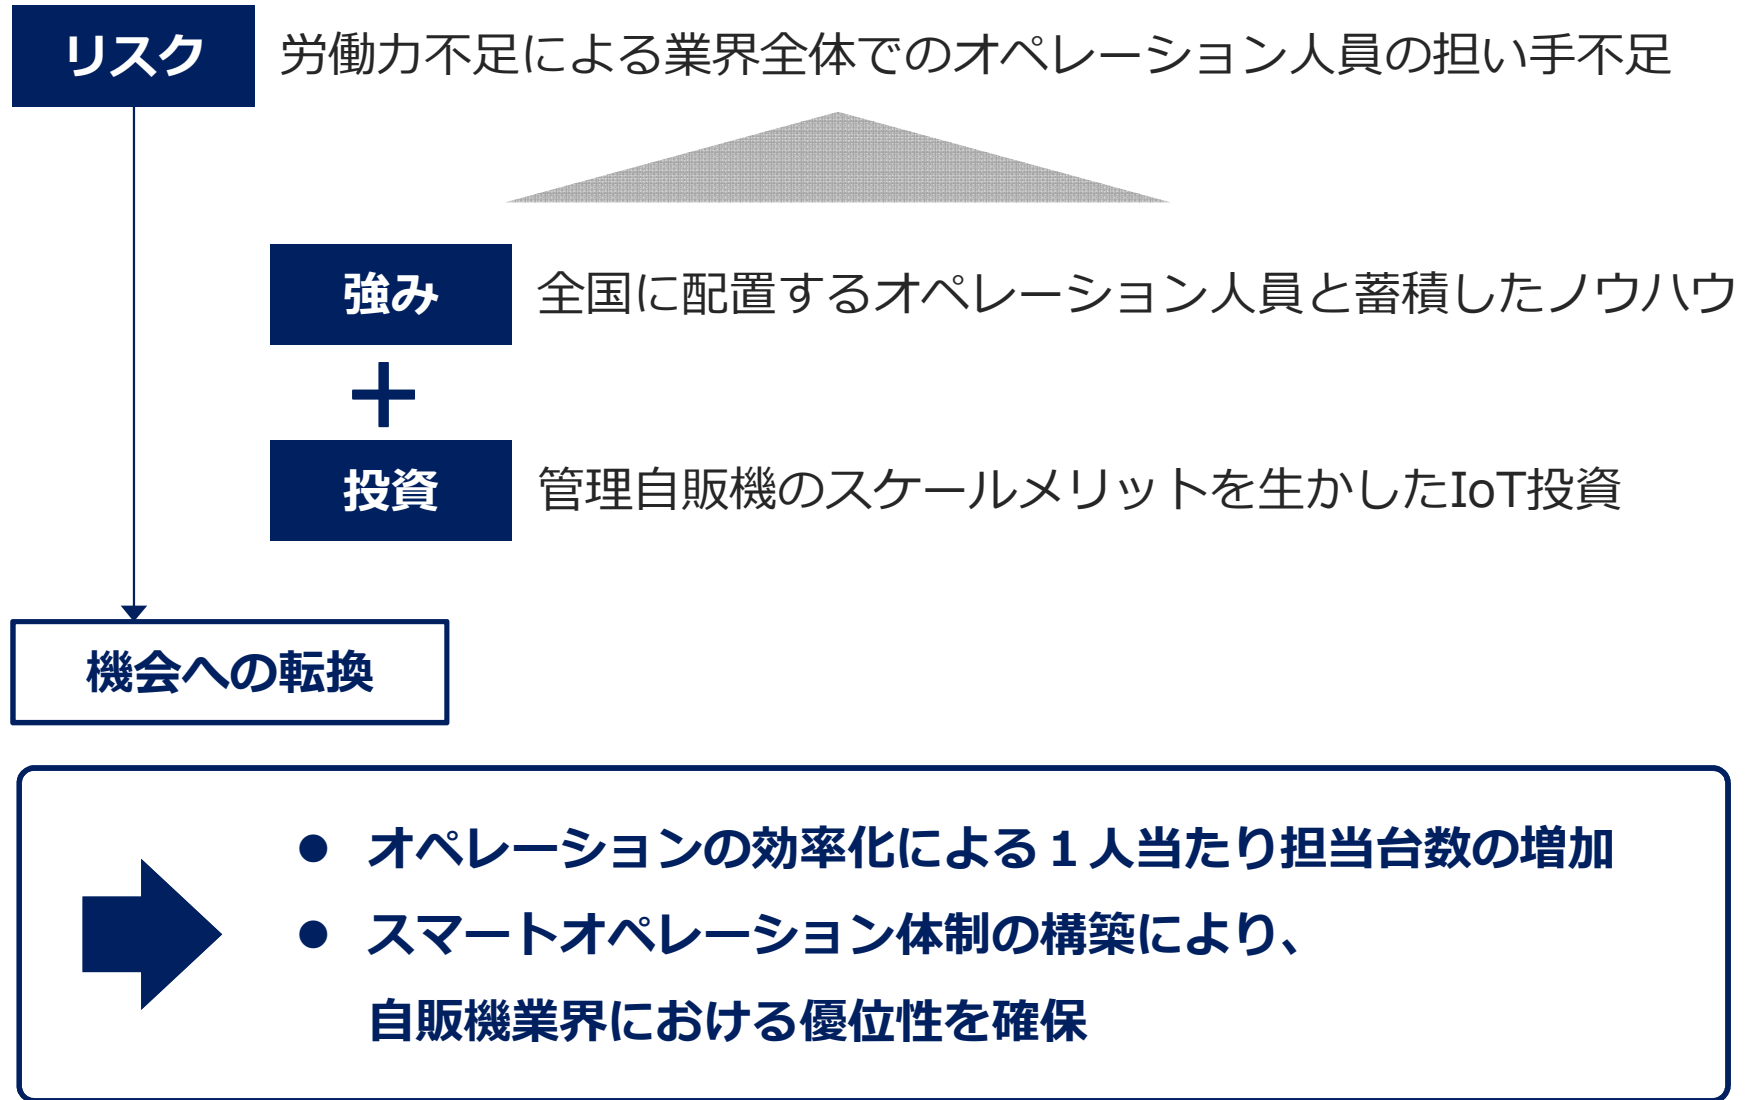 リスク 労働力不足による業界全体でのオペレーション人員の担い手不足
強み 全国に配置するオペレーション人員と蓄積したノウハウ
＋
投資 管理自販機のスケールメリットを生かしたIoT投資
機会への転換
● オペレーションの効率化による１人当たり担当台数の増加
● スマートオペレーション体制の構築により、
自販機業界における優位性を確保